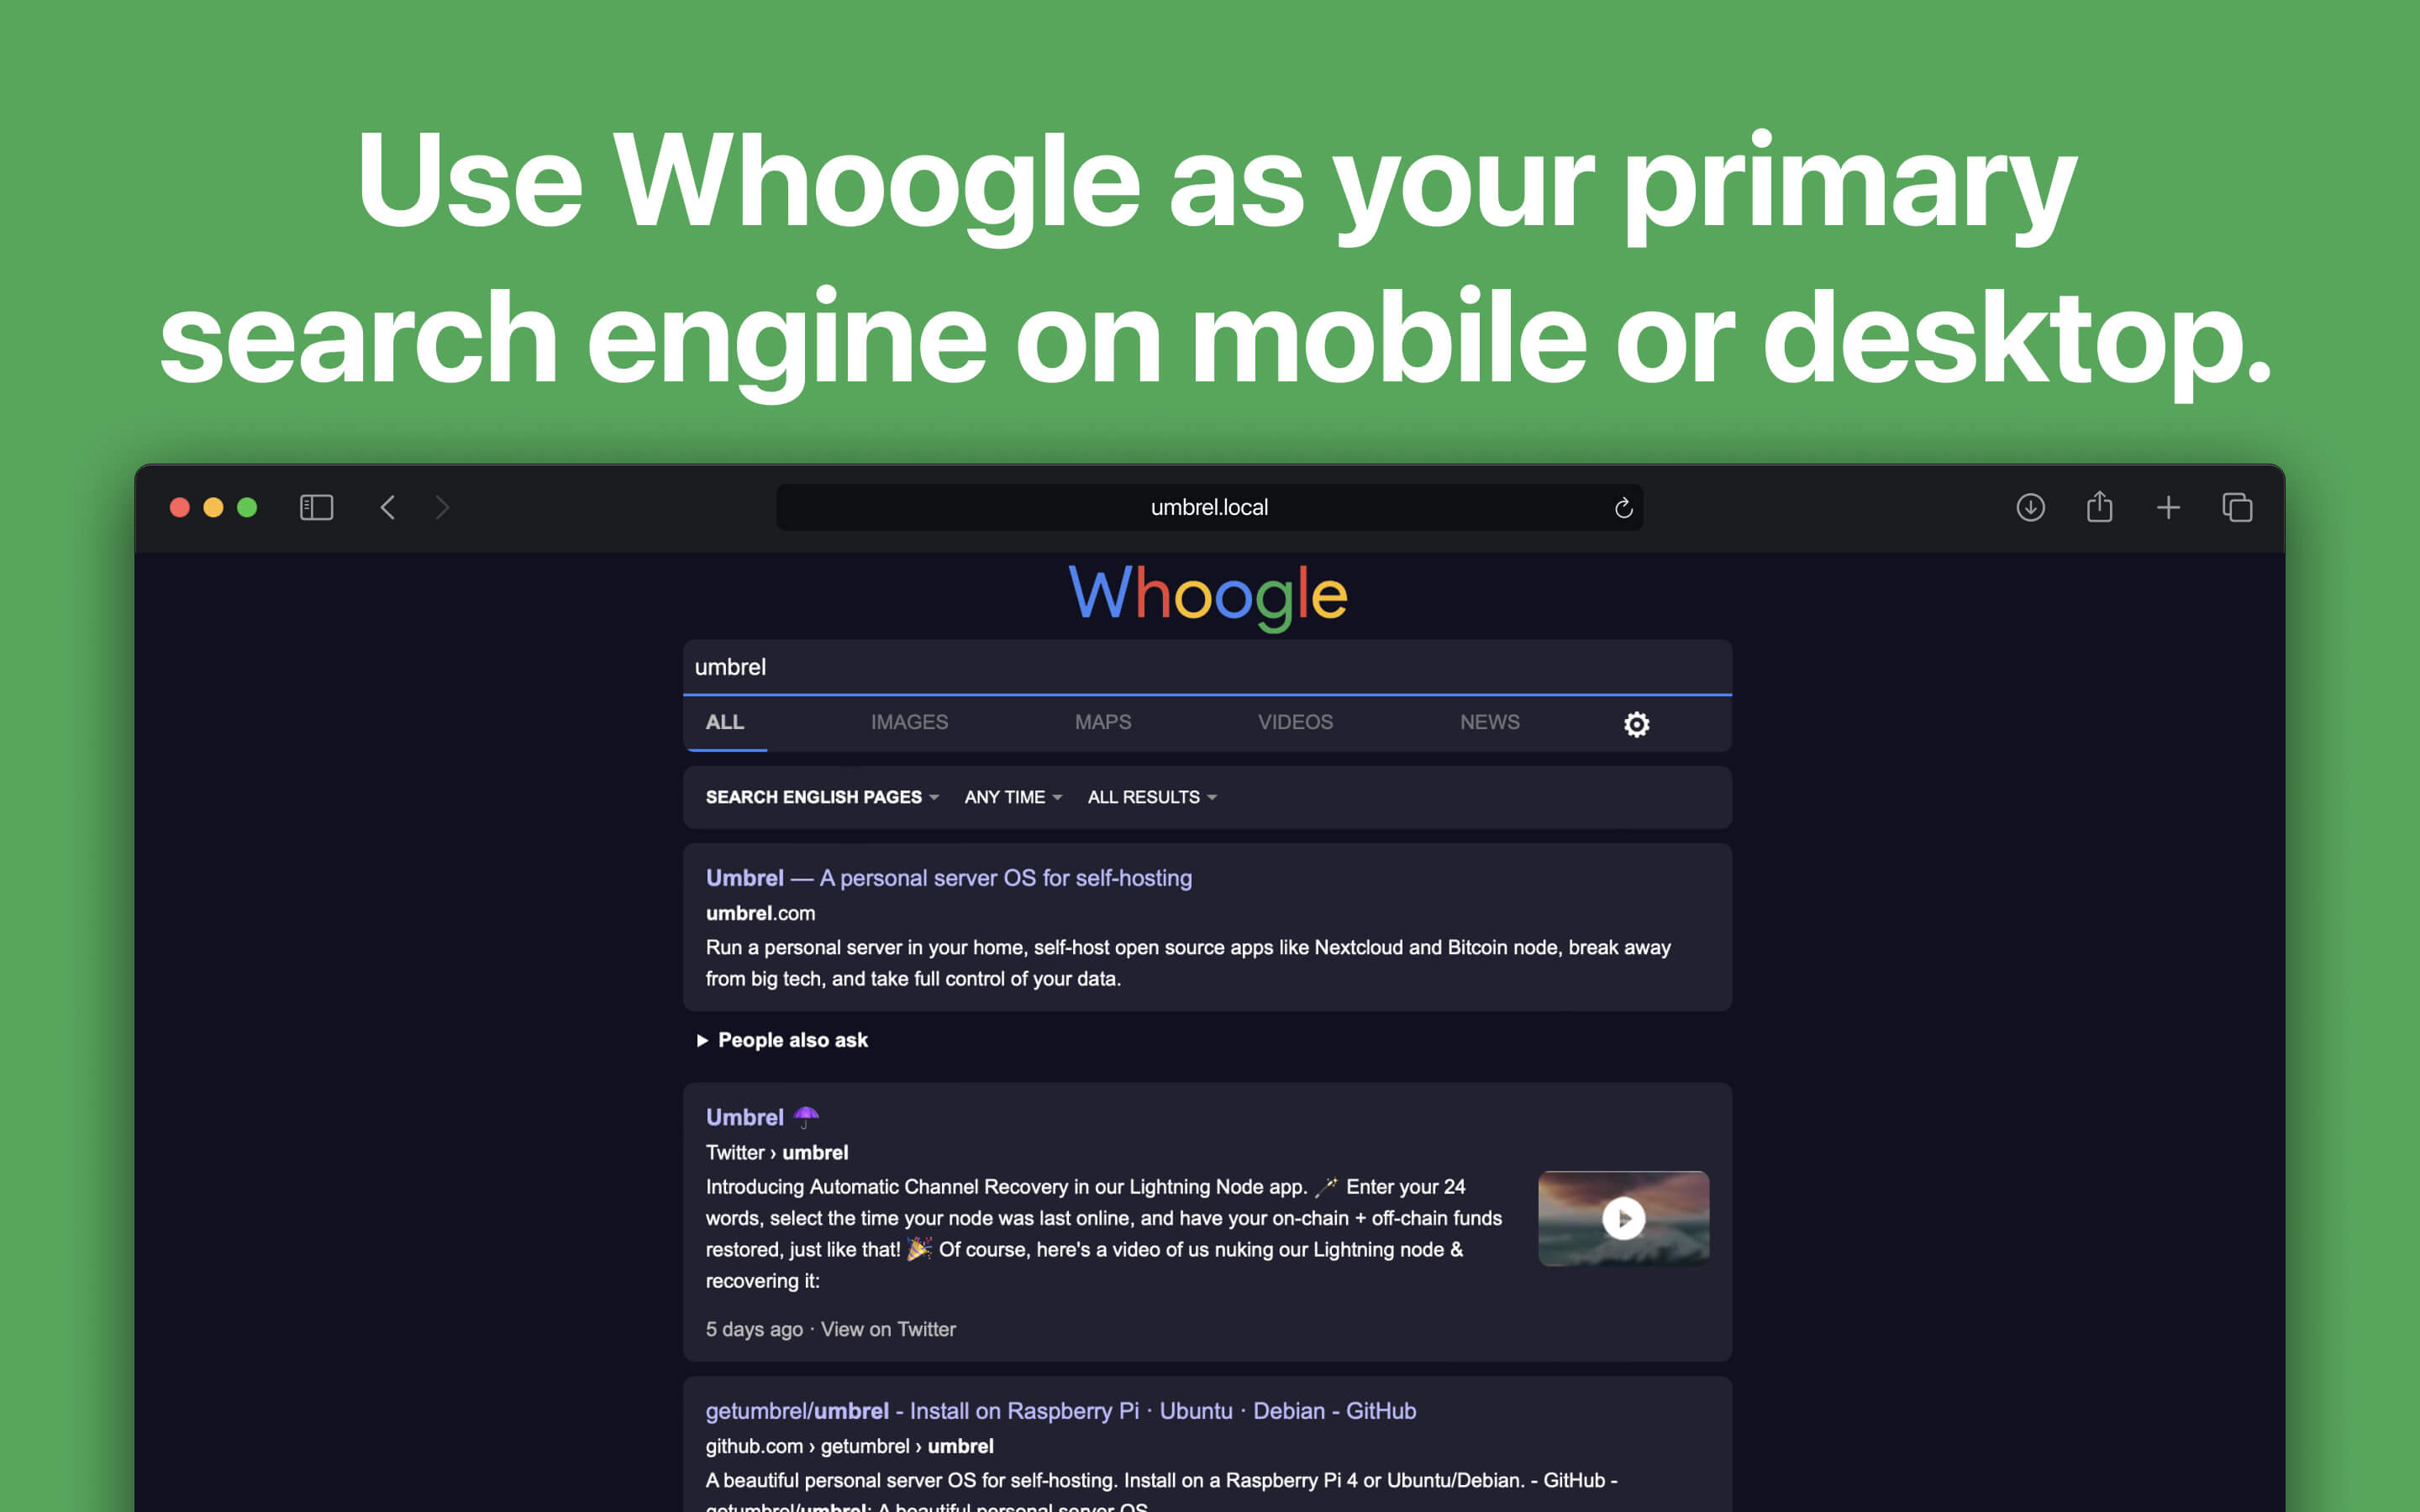 Use Whoogle as your primary
search engine on mobile or desktop.
umbrel.local
Whoogle
umbrel
ALL IMAGES MAPS VIDEOS NEWS
SEARCH ENGLISH PAGES ANY TIME ALL RESULTS
Umbrel — A personal server OS for self-hosting
umbrel.com
Run a personal server in your home, self-host open source apps like Nextcloud and Bitcoin node, break away
from big tech, and take full control of your data.
People also ask
Umbrel ☂️
Twitter › umbrel
Introducing Automatic Channel Recovery in our Lightning Node app. 🪄 Enter your 24
words, select the time your node was last online, and have your on-chain + off-chain funds
restored, just like that! 🎉 Of course, here's a video of us nuking our Lightning node &
recovering it:
5 days ago · View on Twitter
getumbrel/umbrel - Install on Raspberry Pi · Ubuntu · Debian - GitHub
github.com › getumbrel › umbrel
A beautiful personal server OS for self-hosting. Install on a Raspberry Pi 4 or Ubuntu/Debian. - GitHub -
getumbrel/umbrel: A beautiful personal server OS